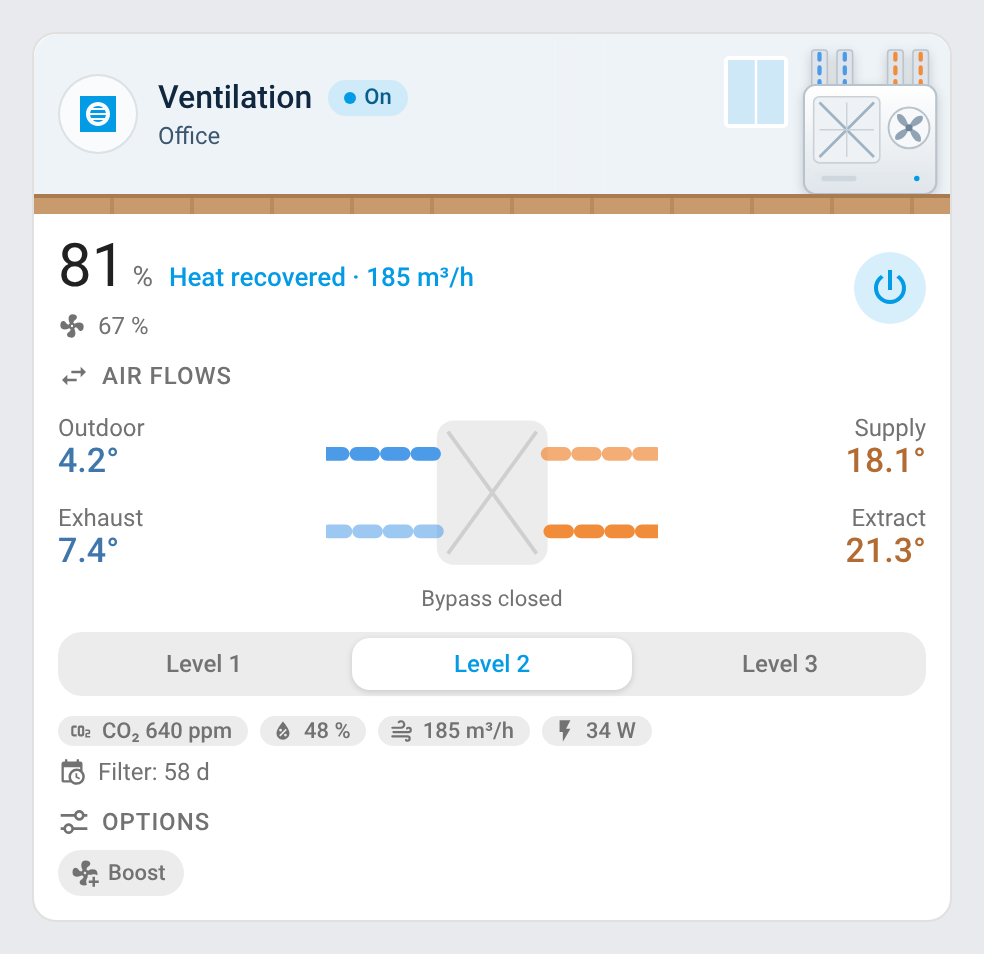 Ventilation
On
Office
81 % Heat recovered · 185 m³/h
67 %
AIR FLOWS
Outdoor
4.2°
Supply
18.1°
Exhaust
7.4°
Extract
21.3°
Bypass closed
Level 1
Level 2
Level 3
CO₂ CO₂ 640 ppm
48 %
185 m³/h
34 W
Filter: 58 d
OPTIONS
Boost